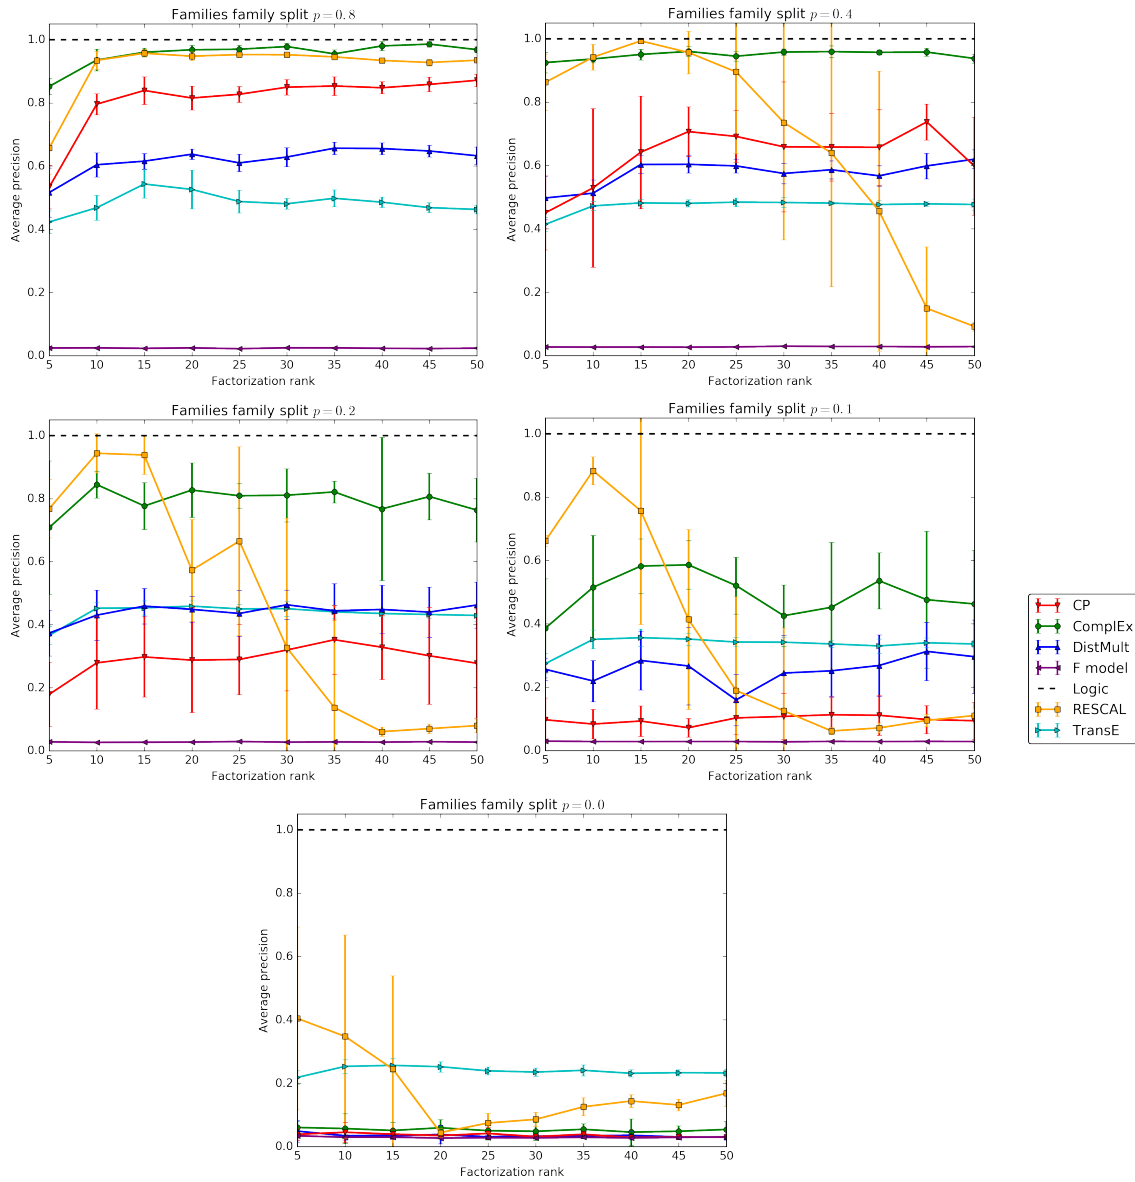 Families family split p = 0.8
Average precision
1.0
0.8
0.6
0.4
0.2
0.0
5 10 15 20 25 30 35 40 45 50
Factorization rank
Families family split p = 0.4
Average precision
1.0
0.8
0.6
0.4
0.2
0.0
5 10 15 20 25 30 35 40 45 50
Factorization rank
Families family split p = 0.2
Average precision
1.0
0.8
0.6
0.4
0.2
0.0
5 10 15 20 25 30 35 40 45 50
Factorization rank
Families family split p = 0.1
Average precision
1.0
0.8
0.6
0.4
0.2
0.0
5 10 15 20 25 30 35 40 45 50
Factorization rank
CP
ComplEx
DistMult
F model
Logic
RESCAL
TransE
Families family split p = 0.0
Average precision
1.0
0.8
0.6
0.4
0.2
0.0
5 10 15 20 25 30 35 40 45 50
Factorization rank